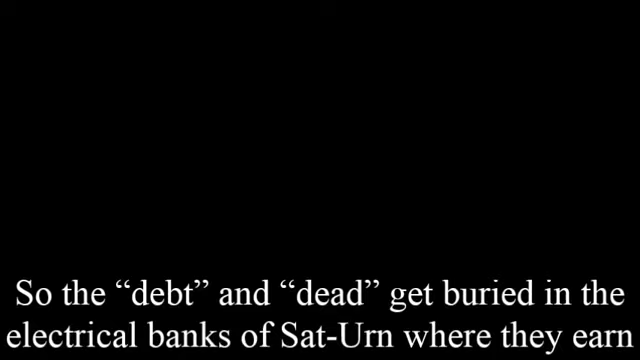 So the “debt” and “dead” get buried in the
electrical banks of Sat-Urn where they earn